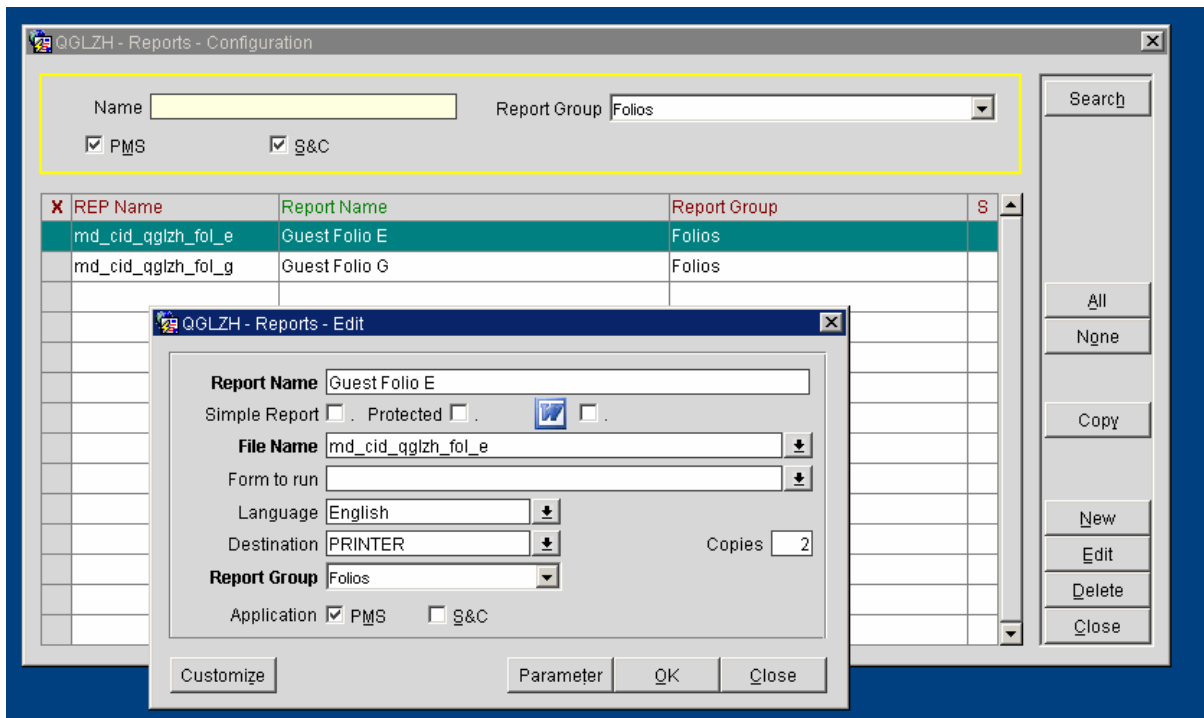 QGLZH - Reports - Configuration
Name
Report Group Folios
PMS
S&C
Search
X REP Name Report Name Report Group S
md_cid_qglzh_fol_e Guest Folio E Folios
md_cid_qglzh_fol_g Guest Folio G Folios
All
None
Copy
New
Edit
Delete
Close
QGLZH - Reports - Edit
Report Name Guest Folio E
Simple Report . Protected . W .
File Name md_cid_qglzh_fol_e
Form to run
Language English
Destination PRINTER Copies 2
Report Group Folios
Application PMS S&C
Customize Parameter OK Close